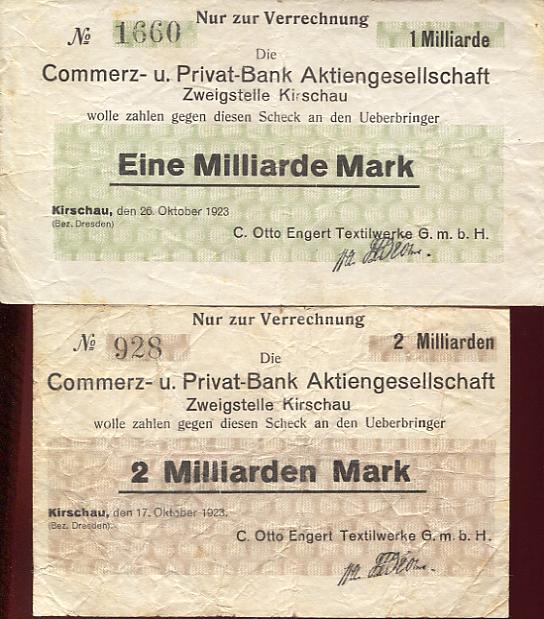 Nur zur Verrechnung
№ 1660 1 Milliarde
Die
Commerz- u. Privat-Bank Aktiengesellschaft
Zweigstelle Kirschau
wolle zahlen gegen diesen Scheck an den Ueberbringer
Eine Milliarde Mark
Kirschau, den 26. Oktober 1923
(Bez. Dresden)
C. Otto Engert Textilwerke G. m. b. H.
Nur zur Verrechnung
№ 928 2 Milliarden
Die
Commerz- u. Privat-Bank Aktiengesellschaft
Zweigstelle Kirschau
wolle zahlen gegen diesen Scheck an den Ueberbringer
2 Milliarden Mark
Kirschau, den 17. Oktober 1923.
(Bez. Dresden)
C. Otto Engert Textilwerke G. m. b. H.